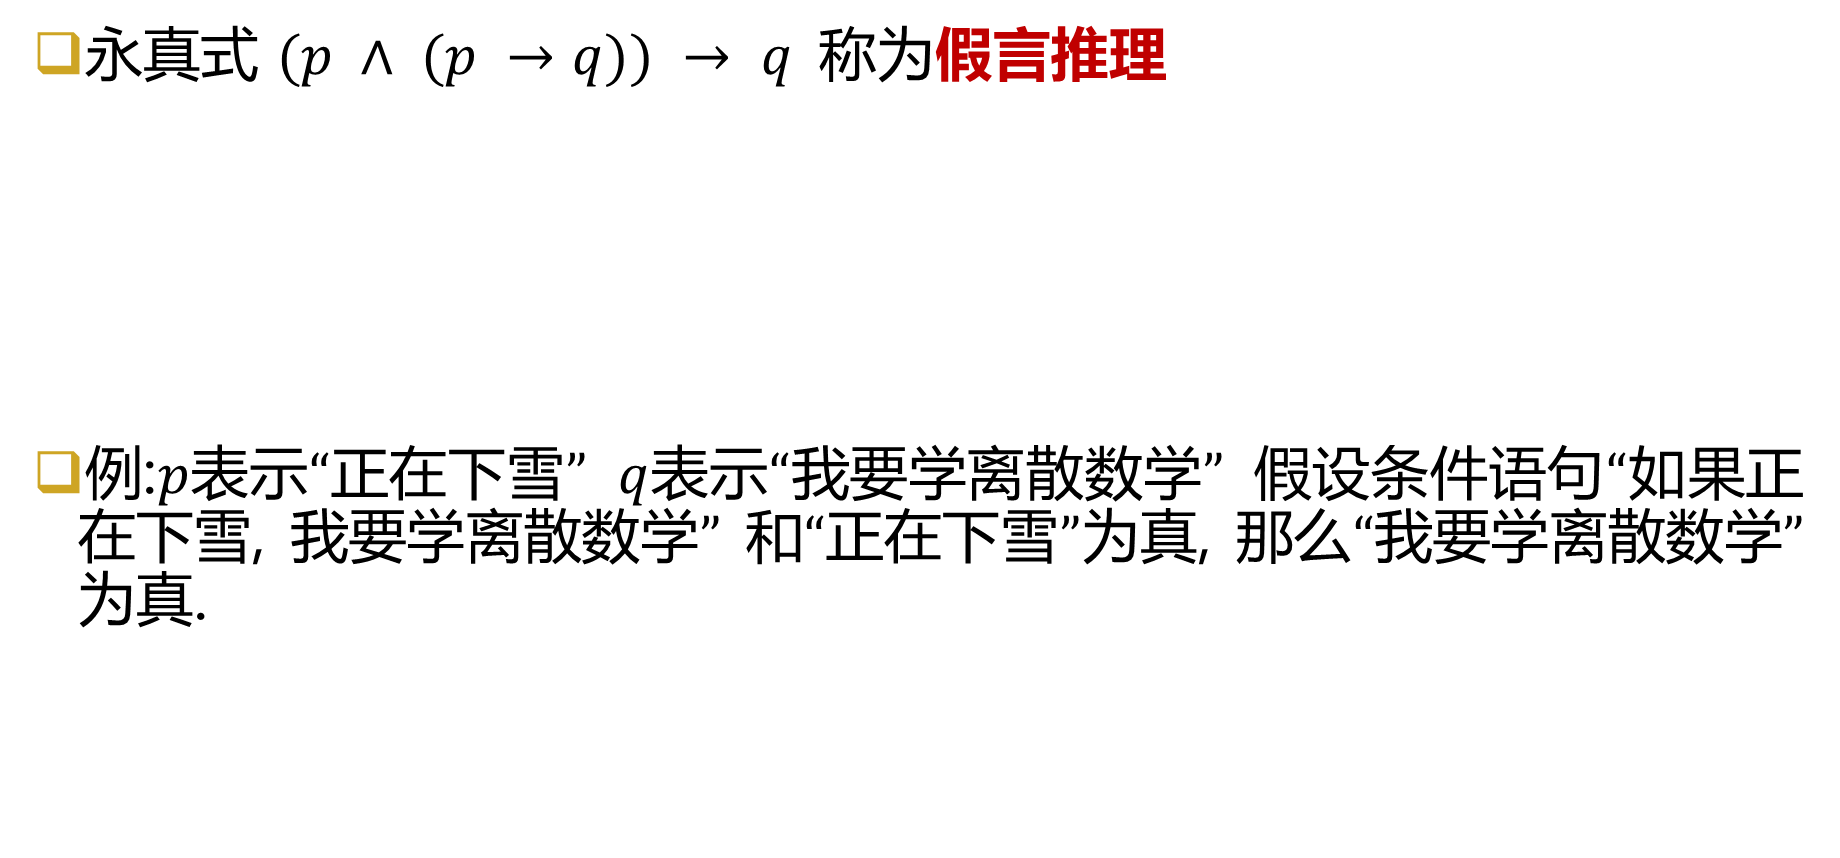 ❑永真式 (𝑝 ∧ (𝑝 → 𝑞)) → 𝑞 称为假言推理
❑例:𝑝表示“正在下雪” 𝑞表示“我要学离散数学” 假设条件语句“如果正
在下雪, 我要学离散数学” 和“正在下雪”为真, 那么“我要学离散数学”
为真.